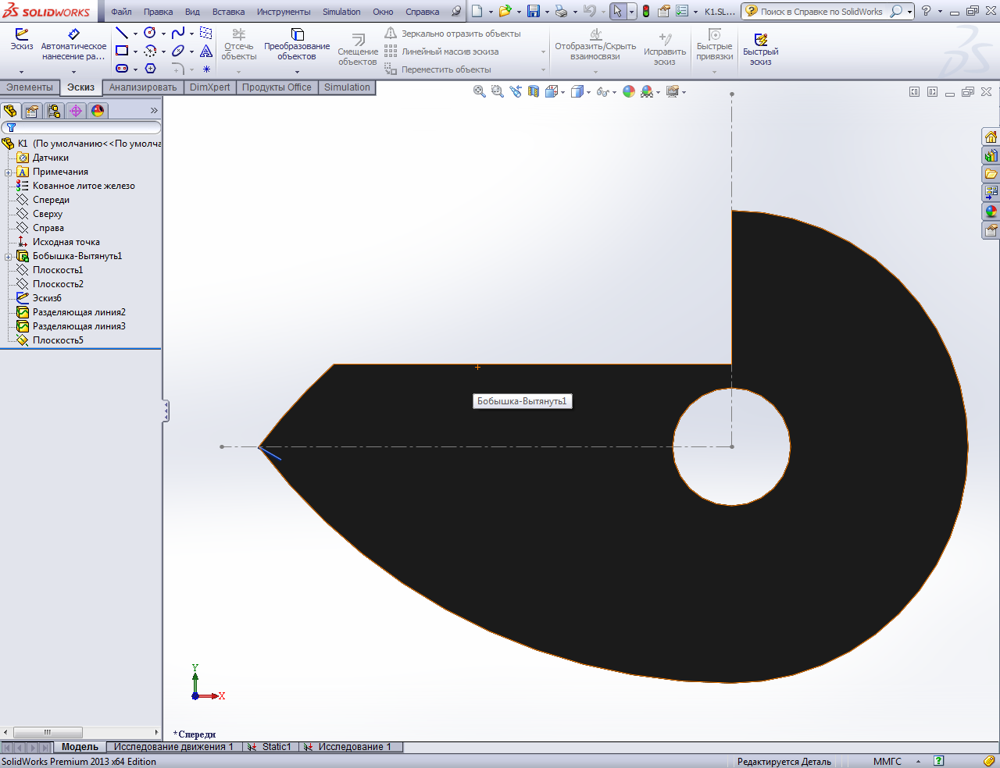 SOLIDWORKS Файл Правка Вид Вставка Инструменты Simulation Окно Справка K1.SL... Поиск в Справке по SolidWorks
Эскиз
Автоматическое
нанесение ра...
Отсечь
объекты
Преобразование
объектов
Смещение
объектов
Зеркально отразить объекты
Линейный массив эскиза
Переместить объекты
Отобразить/Скрыть
взаимосвязи
Исправить
эскиз
Быстрые
привязки
Быстрый
эскиз
Элементы Эскиз Анализировать DimXpert Продукты Office Simulation
K1 (По умолчанию<<По умолча
Датчики
Примечания
Кованное литое железо
Спереди
Сверху
Справа
Исходная точка
Бобышка-Вытянуть1
Плоскость1
Плоскость2
Эскиз6
Разделяющая линия2
Разделяющая линия3
Плоскость5
Бобышка-Вытянуть1
Y
X
*Спереди
Модель Исследование движения 1 Static1 Исследование 1
SolidWorks Premium 2013 x64 Edition Редактируется Деталь ММГС